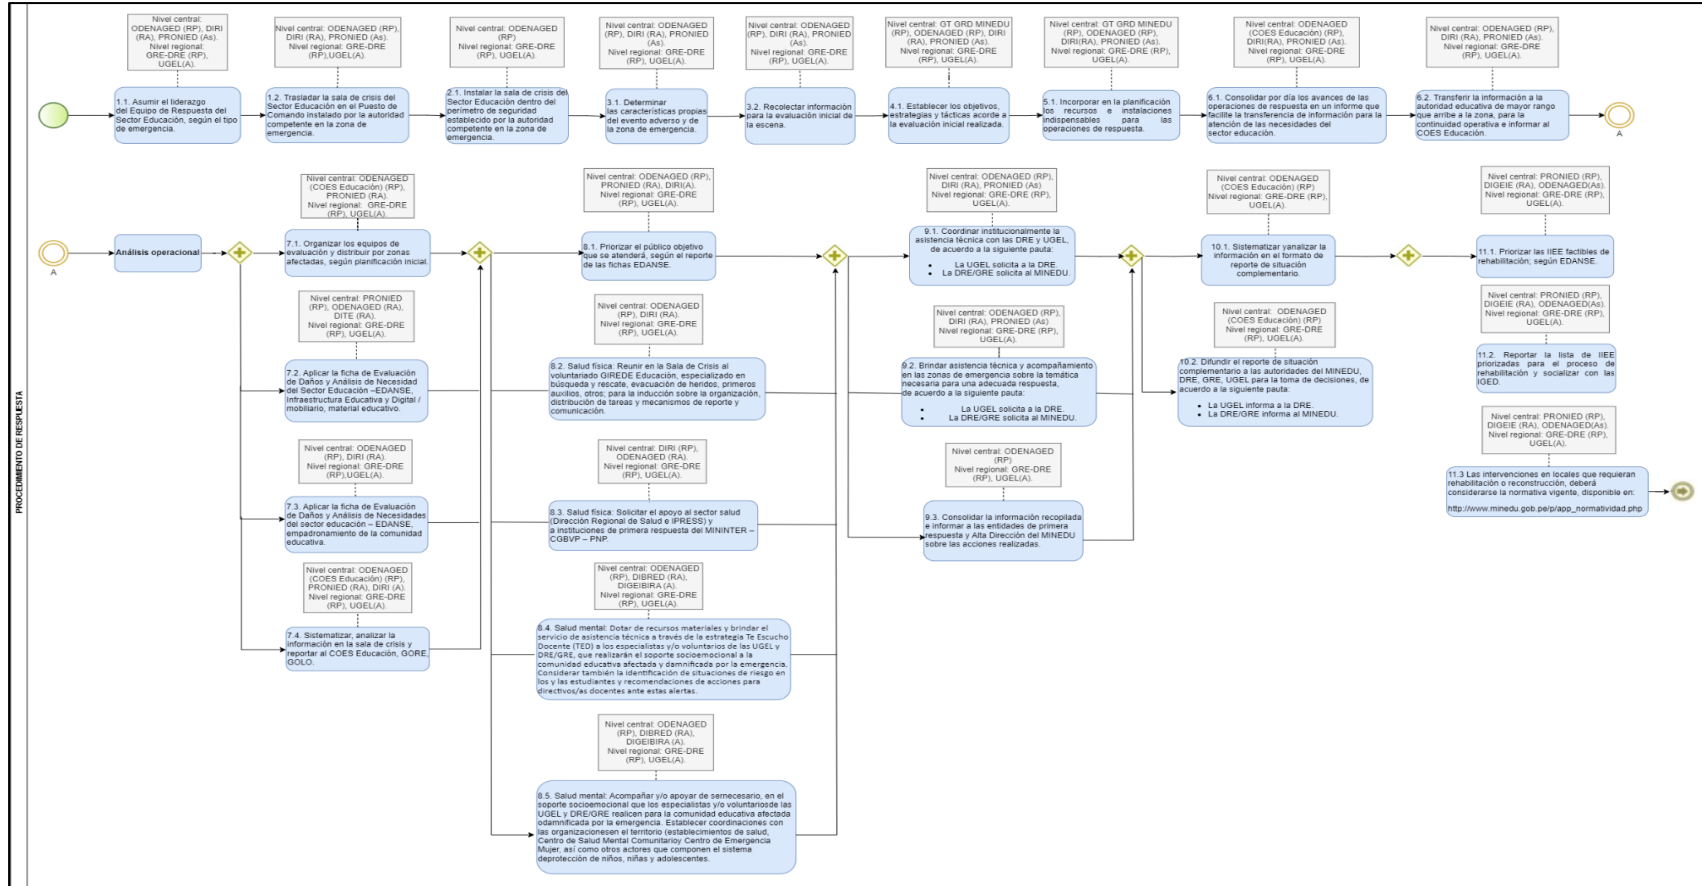 PROCEDIMIENTO DE RESPUESTA
Nivel central:
ODENAGED (RP), DIRI
(RA), PRONIED (As).
Nivel regional:
GRE-DRE (RP),
UGEL(A).
1.1. Asumir el liderazgo
del Equipo de Respuesta del
Sector Educación, según el tipo
de emergencia.
Nivel central: ODENAGED (RP),
DIRI (RA), PRONIED (As).
Nivel regional: GRE-DRE
(RP),UGEL(A).
1.2. Trasladar la sala de crisis del
Sector Educación en el Puesto de
Comando instalado por la autoridad
competente en la zona de
emergencia.
Nivel central: ODENAGED
(RP)
Nivel regional: GRE-DRE
(RP), UGEL(A).
2.1. Instalar la sala de crisis del
Sector Educación dentro del
perímetro de seguridad
establecido por la autoridad
competente en la zona de
emergencia.
Nivel central: ODENAGED
(RP), DIRI (RA), PRONIED
(As).
Nivel regional: GRE-DRE
(RP), UGEL(A).
3.1. Determinar
las características propias
del evento adverso y de
la zona de emergencia.
Nivel central: ODENAGED
(RP), DIRI (RA), PRONIED
(As).
Nivel regional: GRE-DRE
(RP), UGEL(A).
3.2. Recolectar información
para la evaluación inicial de
la escena.
Nivel central: GT GRD MINEDU
(RP), ODENAGED (RP), DIRI
(RA), PRONIED (As).
Nivel regional: GRE-DRE
(RP), UGEL(A).
4.1. Establecer los objetivos,
estrategias y tácticas acorde a
la evaluación inicial realizada.
Nivel central: GT GRD MINEDU
(RP), ODENAGED (RP),
DIRI(RA), PRONIED (As).
Nivel regional: GRE-DRE
(RP), UGEL(A).
5.1. Incorporar en la planificación
los recursos e instalaciones
indispensables para las
operaciones de respuesta.
Nivel central: ODENAGED
(COES Educación) (RP),
DIRI(RA), PRONIED (As).
Nivel regional: GRE-DRE
(RP), UGEL(A).
6.1. Consolidar por día los avances de las
operaciones de respuesta en un informe que
facilite la transferencia de información para la
atención de las necesidades del
sector educación.
Nivel central: ODENAGED (RP),
DIRI (RA), PRONIED (As).
Nivel regional: GRE-DRE
(RP), UGEL(A).
6.2. Transferir la información a la
autoridad educativa de mayor rango
que arribe a la zona, para la
continuidad operativa e informar al
COES Educación.
A
A
Análisis operacional
Nivel central: ODENAGED
(COES Educación) (RP),
PRONIED (RA).
Nivel regional: GRE-DRE
(RP), UGEL(A).
7.1. Organizar los equipos de
evaluación y distribuir por zonas
afectadas, según planificación inicial.
Nivel central: PRONIED
(RP), ODENAGED (RA),
DITE (RA).
Nivel regional: GRE-DRE
(RP), UGEL(A).
7.2. Aplicar la ficha de Evaluación
de Daños y Análisis de Necesidad
del Sector Educación –EDANSE,
Infraestructura Educativa y Digital /
mobiliario, material educativo.
Nivel central: ODENAGED
(RP), DIRI (RA).
Nivel regional: GRE-DRE
(RP),UGEL(A).
7.3. Aplicar la ficha de Evaluación
de Daños y Análisis de Necesidades
del sector educación – EDANSE,
empadronamiento de la comunidad
educativa.
Nivel central: ODENAGED
(COES Educación) (RP),
PRONIED (RA), DIRI (A).
Nivel regional: GRE-DRE
(RP), UGEL(A).
7.4. Sistematizar, analizar la
información en la sala de crisis y
reportar al COES Educación, GORE,
GOLO.
Nivel central: ODENAGED (RP),
PRONIED (RA), DIRI(A).
Nivel regional: GRE-DRE
(RP), UGEL(A).
8.1. Priorizar el público objetivo
que se atenderá, según el reporte
de las fichas EDANSE.
Nivel central: ODENAGED
(RP), DIRI (RA).
Nivel regional: GRE-DRE
(RP), UGEL(A).
8.2. Salud física: Reunir en la Sala de Crisis al
voluntariado GIREDE Educación, especializado en
búsqueda y rescate, evacuación de heridos, primeros
auxilios, otros; para la inducción sobre la organización,
distribución de tareas y mecanismos de reporte y
comunicación.
Nivel central: DIRI (RP),
ODENAGED (RA).
Nivel regional: GRE-DRE
(RP), UGEL(A).
8.3. Salud física: Solicitar el apoyo al sector salud
(Dirección Regional de Salud e IPRESS) y
a instituciones de primera respuesta del MININTER –
CGBVP – PNP.
Nivel central: ODENAGED
(RP), DIBRED (RA),
DIGEIBIRA (A).
Nivel regional: GRE-DRE
(RP), UGEL(A).
8.4. Salud mental: Dotar de recursos materiales y brindar el
servicio de asistencia técnica a través de la estrategia Te Escucho
Docente (TED) a los especialistas y/o voluntarios de las UGEL y
DRE/GRE, que realizarán el soporte socioemocional a la
comunidad educativa afectada y damnificada por la emergencia.
Considerar también la identificación de situaciones de riesgo en
los y las estudiantes y recomendaciones de acciones para
directivos/as docentes ante estas alertas.
Nivel central: ODENAGED
(RP), DIBRED (RA),
DIGEIBIRA (A).
Nivel regional: GRE-DRE
(RP), UGEL(A).
8.5. Salud mental: Acompañar y/o apoyar de sernecesario, en el
soporte socioemocional que los especialistas y/o voluntariosde las
UGEL y DRE/GRE realicen para la comunidad educativa afectada
odamnificada por la emergencia. Establecer coordinaciones con
las organizacionesen el territorio (establecimientos de salud,
Centro de Salud Mental Comunitarioy Centro de Emergencia
Mujer, así como otros actores que componen el sistema
deprotección de niños, niñas y adolescentes.
Nivel central: ODENAGED (RP),
DIRI (RA), PRONIED (As)
Nivel regional: GRE-DRE (RP),
UGEL(A).
9.1. Coordinar institucionalmente la
asistencia técnica con las DRE y UGEL,
de acuerdo a la siguiente pauta:
• La UGEL solicita a la DRE.
• La DRE/GRE solicita al MINEDU.
Nivel central: ODENAGED (RP),
DIRI (RA), PRONIED (As)
Nivel regional: GRE-DRE (RP),
UGEL(A).
9.2. Brindar asistencia técnica y acompañamiento
en las zonas de emergencia sobre la temática
necesaria para una adecuada respuesta,
de acuerdo a la siguiente pauta:
• La UGEL solicita a la DRE.
• La DRE/GRE solicita al MINEDU.
Nivel central: ODENAGED
(RP)
Nivel regional: GRE-DRE
(RP), UGEL(A).
9.3. Consolidar la información recopilada
e informar a las entidades de primera
respuesta y Alta Dirección del MINEDU
sobre las acciones realizadas.
Nivel central: ODENAGED
(COES Educación) (RP)
Nivel regional: GRE-DRE (RP),
UGEL(A).
10.1. Sistematizar yanalizar la
información en el formato de
reporte de situación
complementario.
Nivel central: ODENAGED
(COES Educación) (RP)
Nivel regional: GRE-DRE
(RP), UGEL(A).
10.2. Difundir el reporte de situación
complementario a las autoridades del MINEDU,
DRE, GRE, UGEL para la toma de decisiones, de
acuerdo a la siguiente pauta:
• La UGEL informa a la DRE.
• La DRE/GRE informa al MINEDU.
Nivel central: PRONIED (RP),
DIGEIE (RA), ODENAGED(As).
Nivel regional: GRE-DRE (RP),
UGEL(A).
11.1. Priorizar las IIEE factibles de
rehabilitación; según EDANSE.
Nivel central: PRONIED (RP),
DIGEIE (RA), ODENAGED(As).
Nivel regional: GRE-DRE (RP),
UGEL(A).
11.2. Reportar la lista de IIEE
priorizadas para el proceso de
rehabilitación y socializar con las
IGED.
Nivel central: PRONIED (RP),
DIGEIE (RA), ODENAGED(As).
Nivel regional: GRE-DRE (RP),
UGEL(A).
11.3 Las intervenciones en locales que requieran
rehabilitación o reconstrucción, deberá
considerarse la normativa vigente, disponible en:
http://www.minedu.gob.pe/p/app_normatividad.php